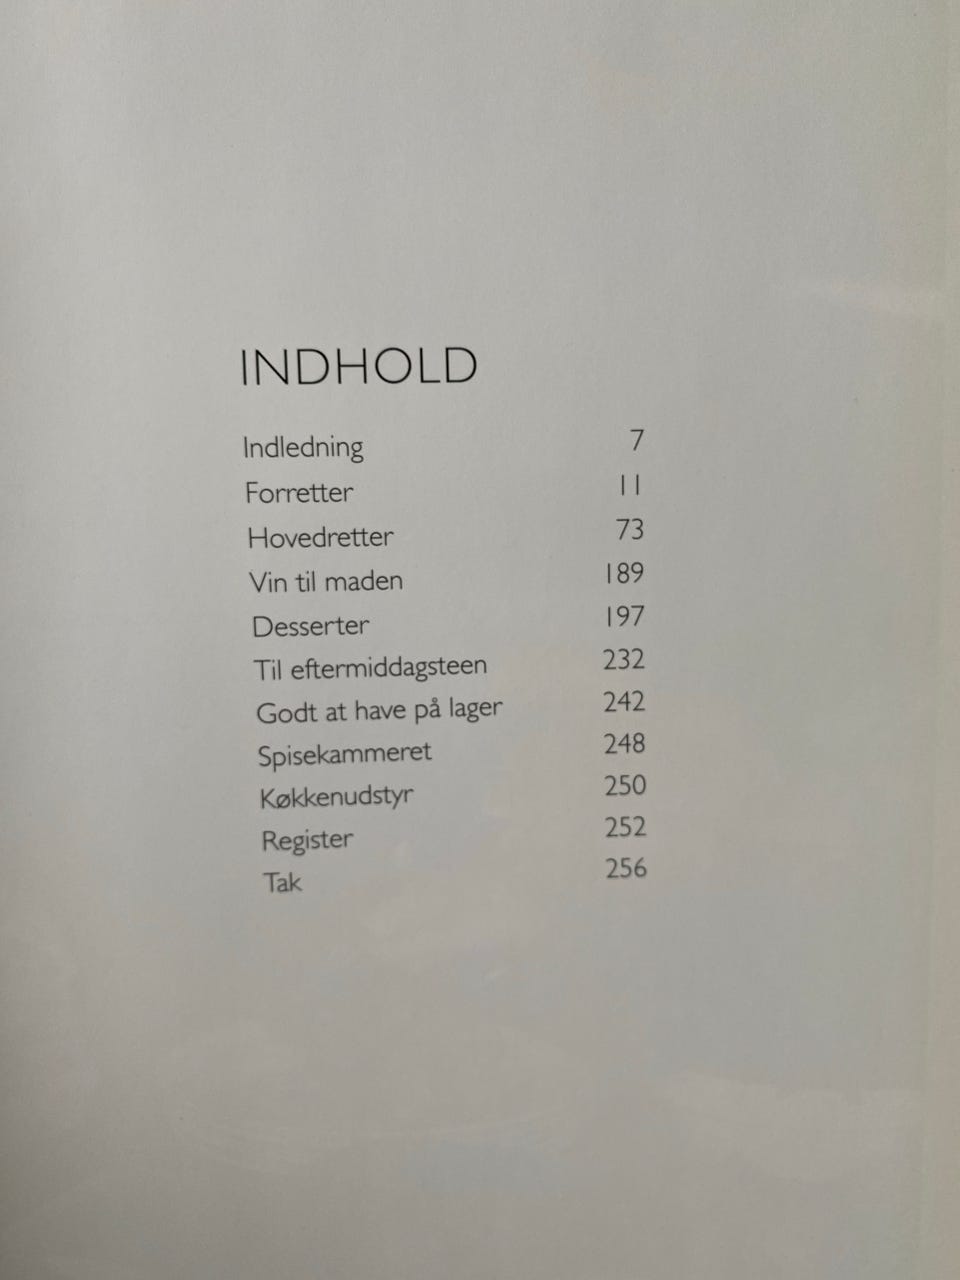 INDHOLD
Indledning 7
Forretter 11
Hovedretter 73
Vin til maden 189
Desserter 197
Til eftermiddagsteen 232
Godt at have på lager 242
Spisekammeret 248
Køkkenudstyr 250
Register 252
Tak 256